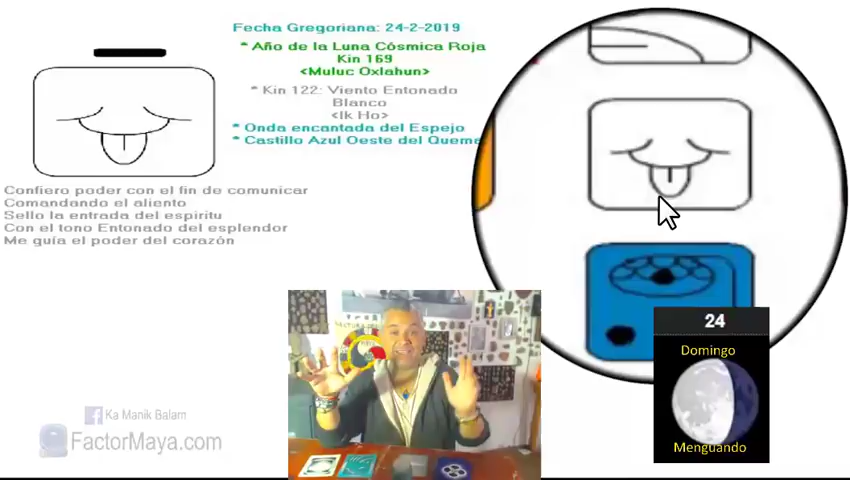 Fecha Gregoriana: 24-2-2019
* Año de la Luna Cósmica Roja
Kin 169
<Muluc Oxlahun>
* Kin 122: Viento Entonado
Blanco
<Ik Ho>
* Onda encantada del Espejo
* Castillo Azul Oeste del Quema
Confiero poder con el fin de comunicar
Comandando el aliento
Sello la entrada del espíritu
Con el tono Entonado del esplendor
Me guía el poder del corazón
24
Domingo
Menguando
Ka Manik Balam
FactorMaya.com